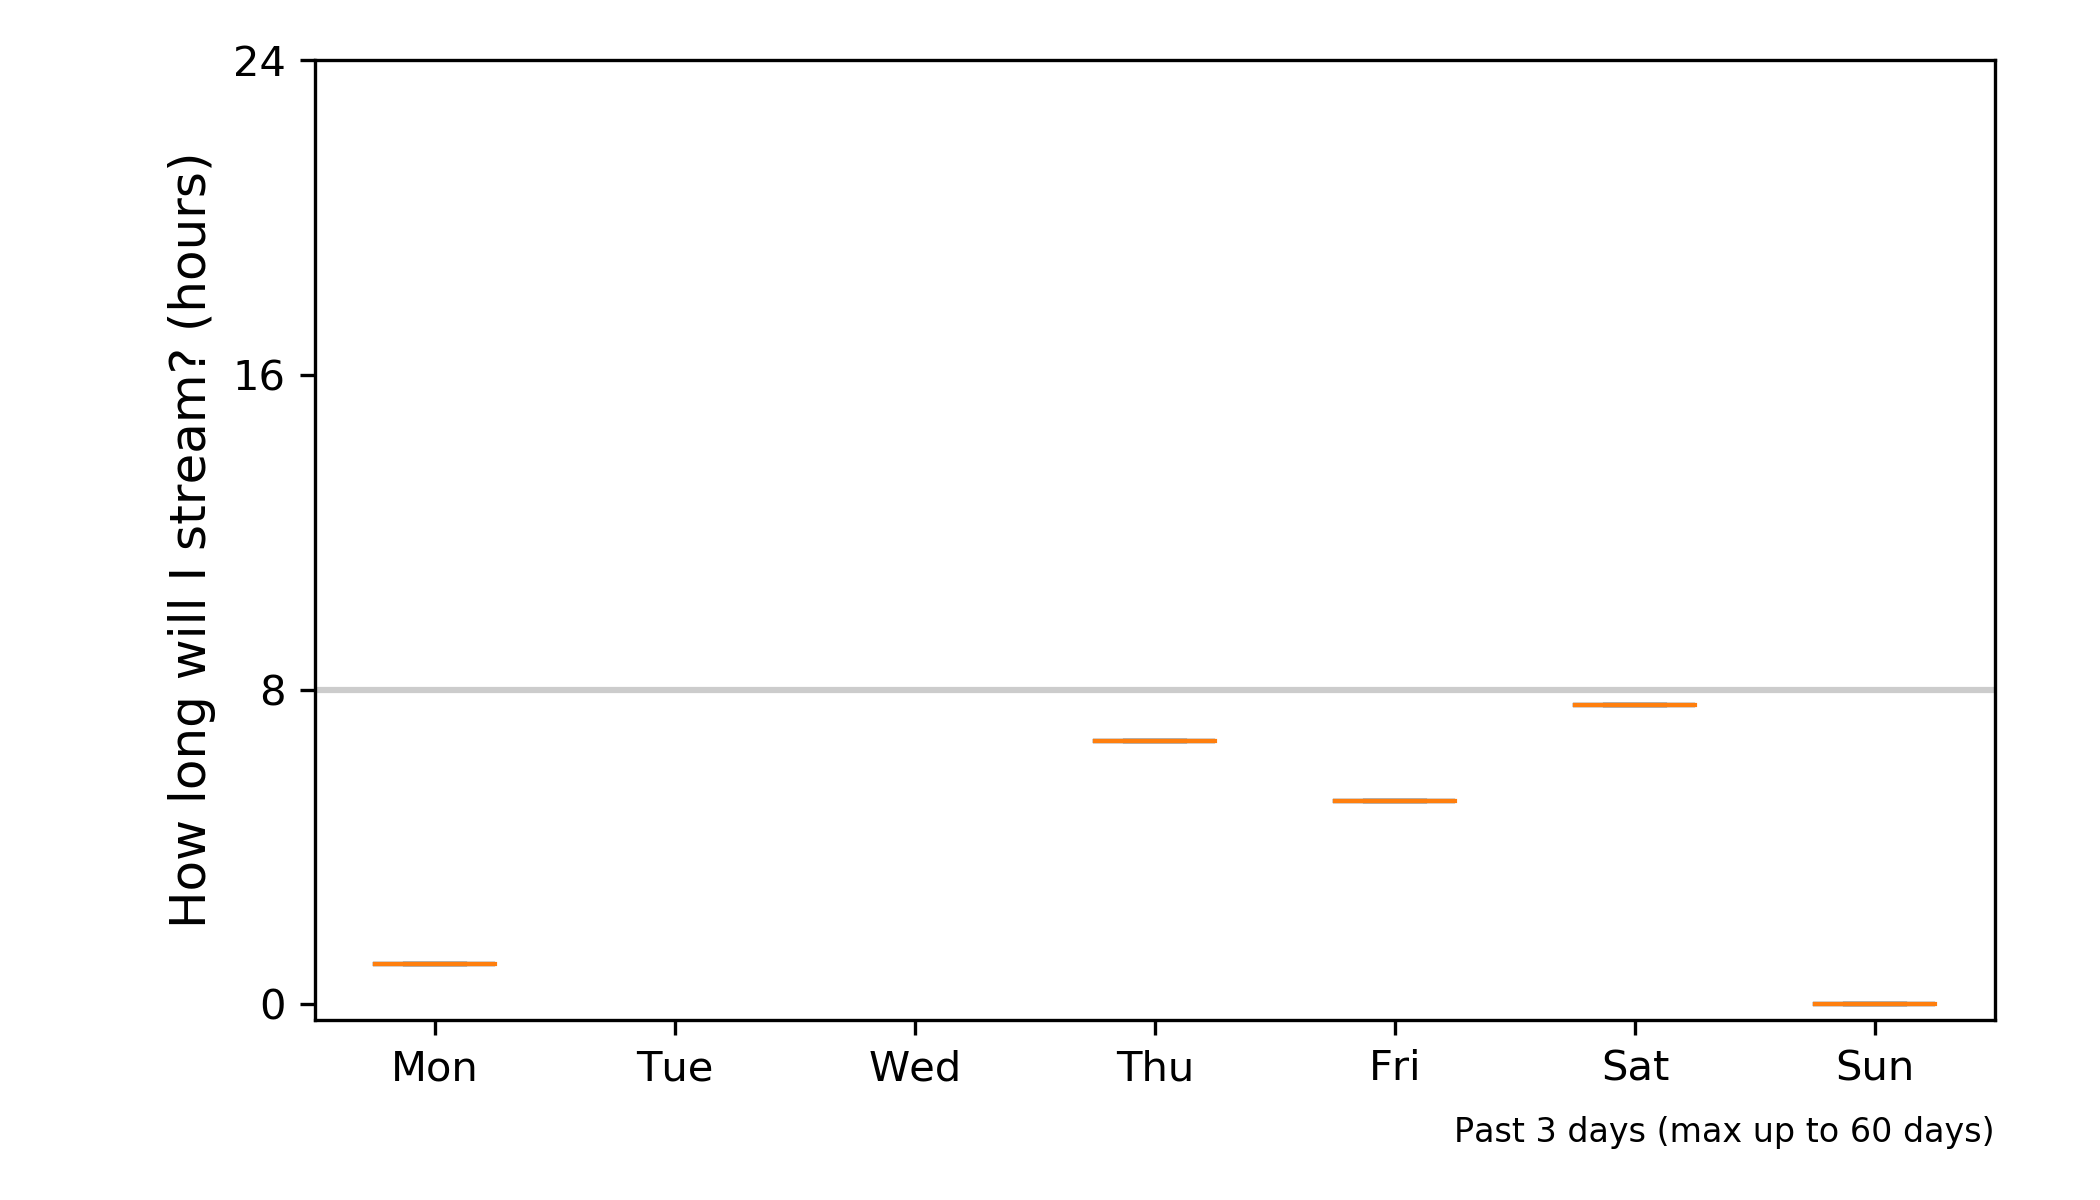 How long will I stream? (hours)
24
16
8
0
Mon Tue Wed Thu Fri Sat Sun
Past 3 days (max up to 60 days)